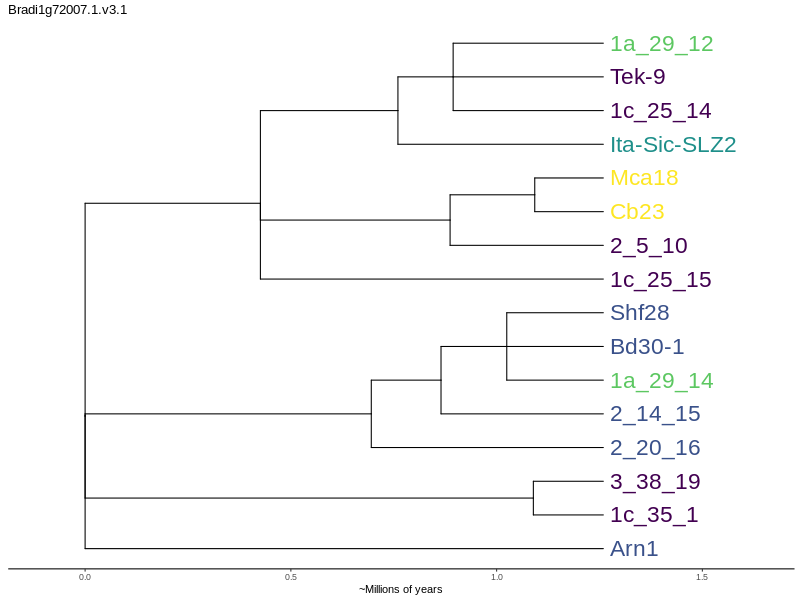 Bradi1g72007.1.v3.1
1a_29_12
Tek-9
1c_25_14
Ita-Sic-SLZ2
Mca18
Cb23
2_5_10
1c_25_15
Shf28
Bd30-1
1a_29_14
2_14_15
2_20_16
3_38_19
1c_35_1
Arn1
0.0 0.5 1.0 1.5
~Millions of years